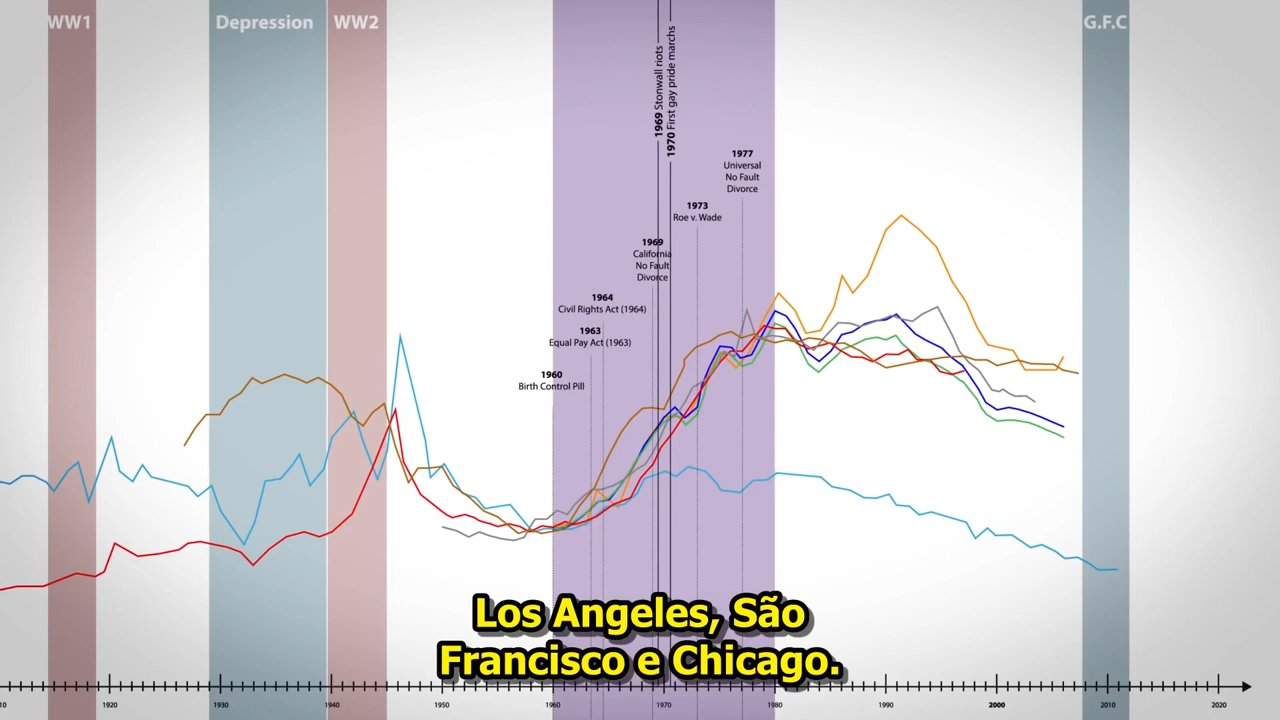 WW1
Depression
WW2
G.F.C
1969 Stonwall riots
1970 First gay pride marchs
1977
Universal
No Fault
Divorce
1973
Roe v. Wade
1969
California
No Fault
Divorce
1964
Civil Rights Act (1964)
1963
Equal Pay Act (1963)
1960
Birth Control Pill
Los Angeles, São
Francisco e Chicago.
10
1920
1930
1940
1950
1960
1970
1980
1990
2000
2010
2020